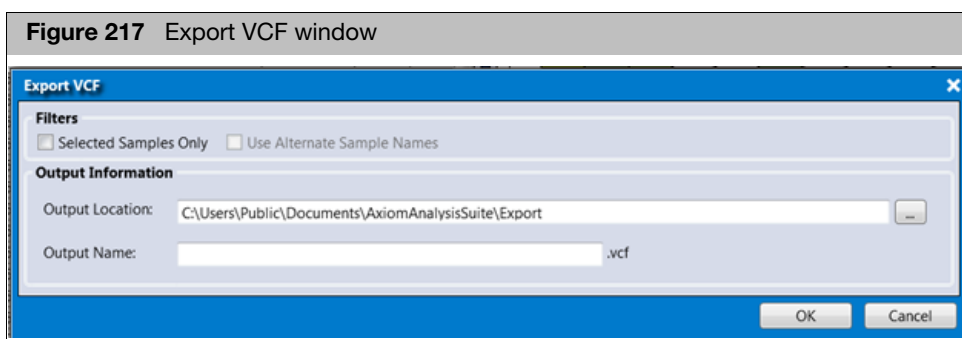 Figure 217 Export VCF window
Export VCF
Filters
Selected Samples Only Use Alternate Sample Names
Output Information
Output Location: C:\Users\Public\Documents\AxiomAnalysisSuite\Export ...
Output Name: .vcf
OK Cancel